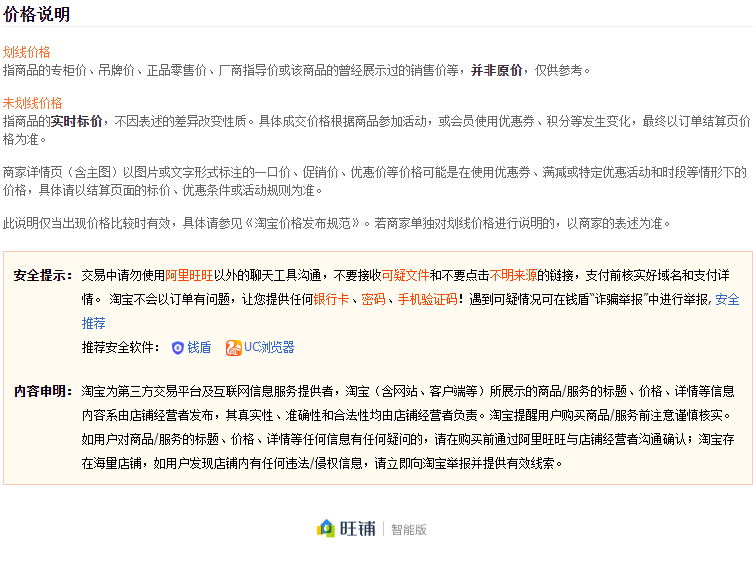 价格说明
划线价格
指商品的专柜价、吊牌价、正品零售价、厂商指导价或该商品的曾经展示过的销售价等，并非原价，仅供参考。
未划线价格
指商品的实时标价，不因表述的差异改变性质。具体成交价格根据商品参加活动，或会员使用优惠券、积分等发生变化，最终以订单结算页价
格为准。
商家详情页（含主图）以图片或文字形式标注的一口价、促销价、优惠价等价格可能是在使用优惠券、满减或特定优惠活动和时段等情形下的
价格，具体请以结算页面的标价、优惠条件或活动规则为准。
此说明仅当出现价格比较时有效，具体请参见《淘宝价格发布规范》。若商家单独对划线价格进行说明的，以商家的表述为准。
安全提示： 交易中请勿使用阿里旺旺以外的聊天工具沟通，不要接收可疑文件和不要点击不明来源的链接，支付前核实好域名和支付详
情。 淘宝不会以订单有问题，让您提供任何银行卡、密码、手机验证码！遇到可疑情况可在钱盾“诈骗举报”中进行举报, 安全
推荐
推荐安全软件： 钱盾 UC浏览器
内容申明： 淘宝为第三方交易平台及互联网信息服务提供者，淘宝（含网站、客户端等）所展示的商品/服务的标题、价格、详情等信息
内容系由店铺经营者发布，其真实性、准确性和合法性均由店铺经营者负责。淘宝提醒用户购买商品/服务前注意谨慎核实。
如用户对商品/服务的标题、价格、详情等任何信息有任何疑问的，请在购买前通过阿里旺旺与店铺经营者沟通确认；淘宝存
在海量店铺，如用户发现店铺内有任何违法/侵权信息，请立即向淘宝举报并提供有效线索。
旺铺 智能版